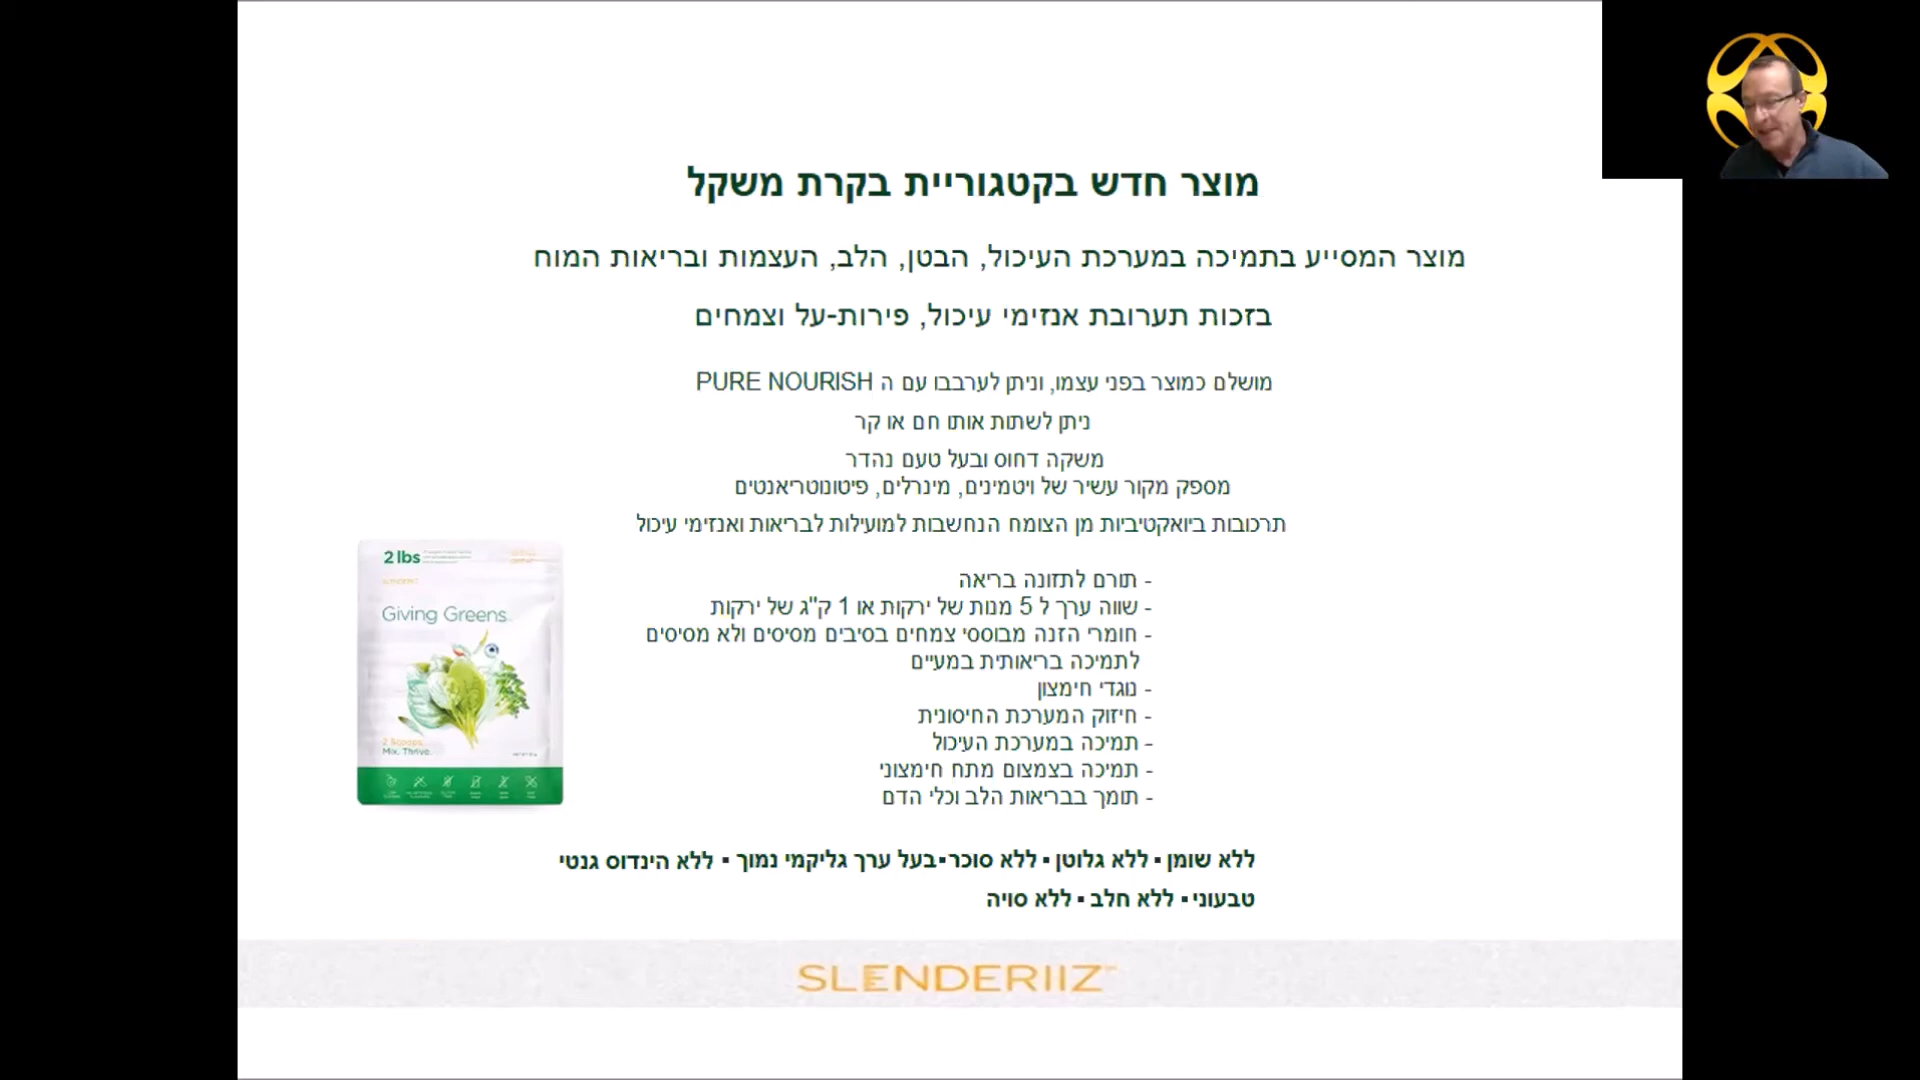 מוצר חדש בקטגוריית בקרת משקל
מוצר המסייע בתמיכה במערכת העיכול, הבטן, הלב, העצמות ובריאות המוח
בזכות תערובת אנזימי עיכול, פירות-על וצמחים
מושלם כמוצר בפני עצמו, וניתן לערבבו עם ה PURE NOURISH
ניתן לשתות אותו חם או קר
משקה דחוס ובעל טעם נהדר
מספק מקור עשיר של ויטמינים, מינרלים, פיטונוטריאנטים
תרכובות ביואקטיביות מן הצומח הנחשבות למועילות לבריאות ואנזימי עיכול
- תורם לתזונה בריאה
- שווה ערך ל 5 מנות של ירקות או 1 ק"ג של ירקות
- חומרי הזנה מבוססי צמחים בסיבים מסיסים ולא מסיסים
לתמיכה בריאותית במעיים
- נוגדי חימצון
- חיזוק המערכת החיסונית
- תמיכה במערכת העיכול
- תמיכה בצמצום מתח חימצוני
- תומך בבריאות הלב וכלי הדם
ללא שומן ▪ ללא גלוטן ▪ ללא סוכר ▪ בעל ערך גליקמי נמוך ▪ ללא הינדוס גנטי
טבעוני ▪ ללא חלב ▪ ללא סויה
2 lbs
SLENDERIIZ
Giving Greens
2 Scoops.
Mix. Thrive.
SLENDERIIZ